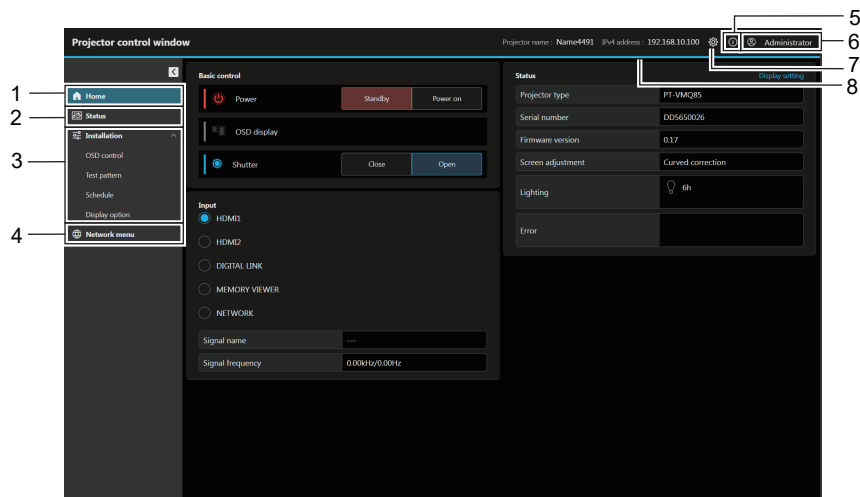 5
Projector control window
Projector name : Name4491 IPv4 address : 192.168.10.100 Administrator
6
7
8
1
Home
2
Status
3
Installation
OSD control
Test pattern
Schedule
Display option
4
Network menu
Basic control
Power Standby Power on
OSD display
Shutter Close Open
Input
HDMI1
HDMI2
DIGITAL LINK
MEMORY VIEWER
NETWORK
Signal name ---
Signal frequency 0.00kHz/0.00Hz
Status Display setting
Projector type PT-VMQ85
Serial number DD5650026
Firmware version 0.17
Screen adjustment Curved correction
Lighting 6h
Error